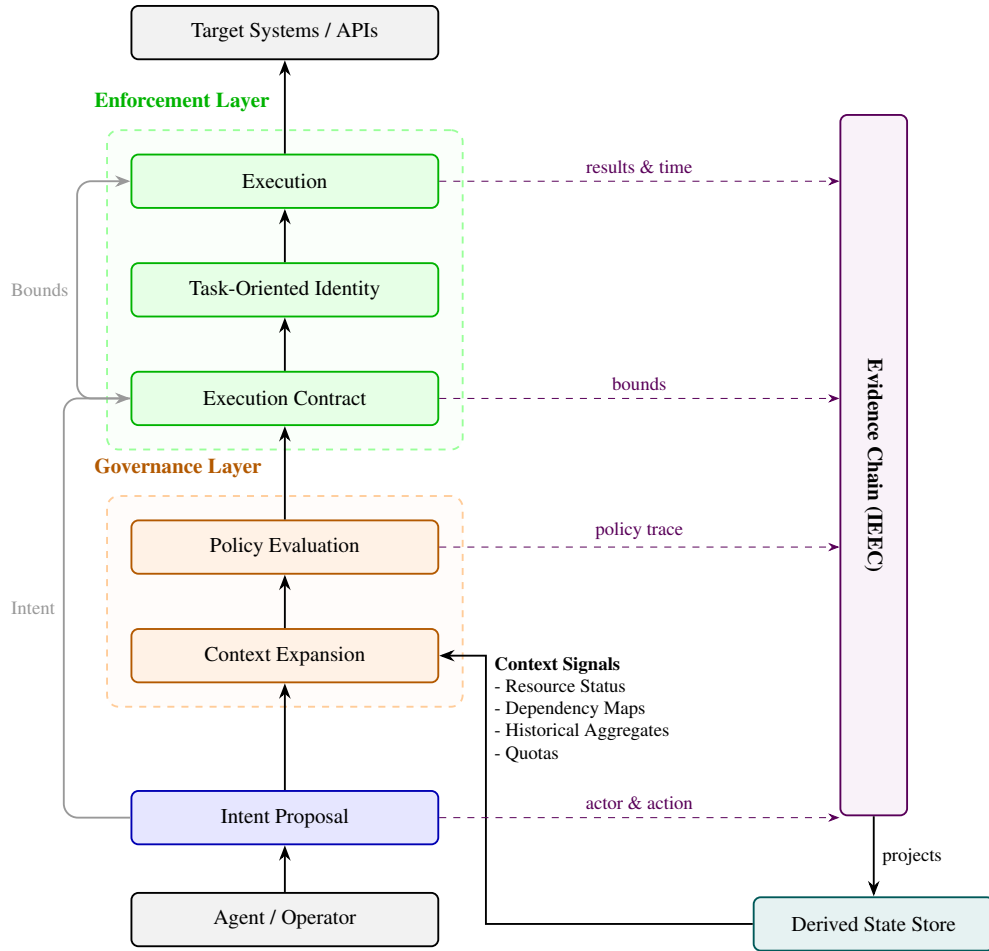 Target Systems / APIs
Enforcement Layer
Execution
results & time
Task-Oriented Identity
Bounds
Execution Contract
bounds
Governance Layer
Evidence Chain (IEEC)
Policy Evaluation
policy trace
Intent
Context Expansion
Context Signals
- Resource Status
- Dependency Maps
- Historical Aggregates
- Quotas
Intent Proposal
actor & action
projects
Agent / Operator
Derived State Store